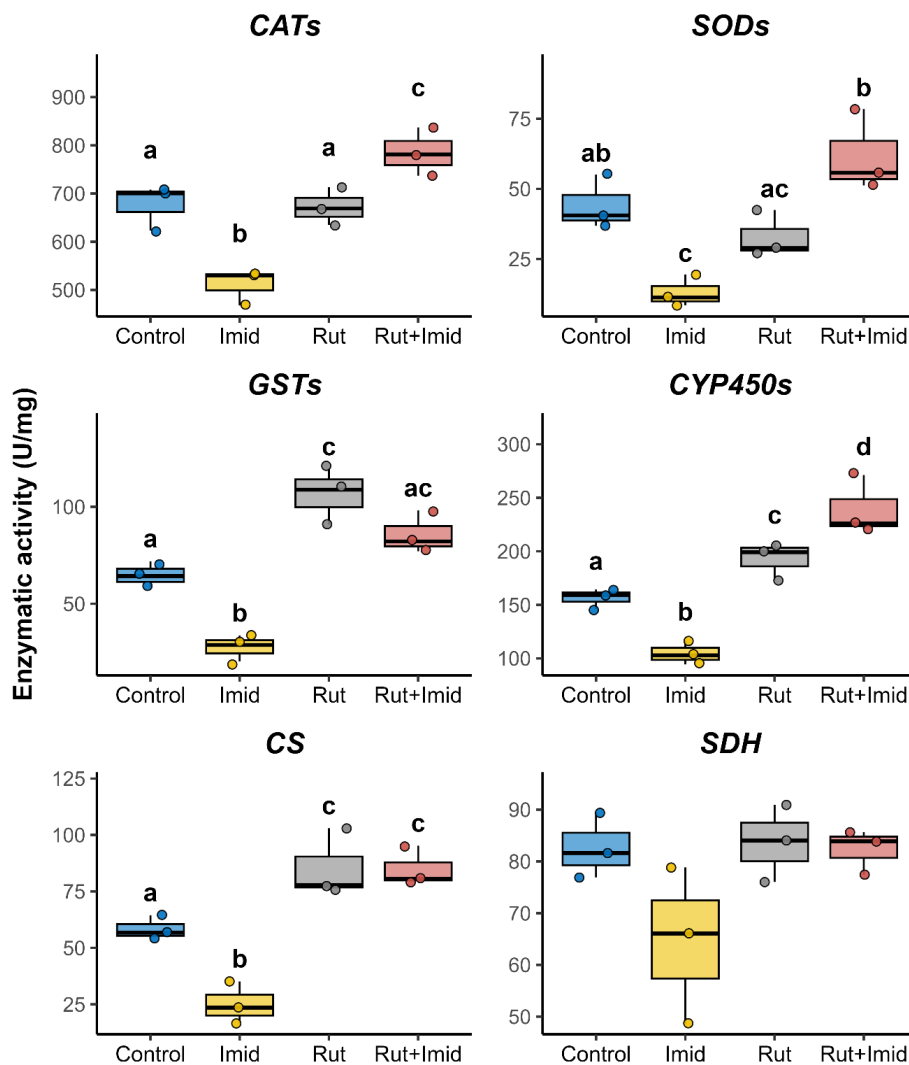 CATs
900
800
700
600
500
a
b
a
c
Control
Imid
Rut
Rut+Imid
SODs
75
50
25
ab
c
ac
b
Control
Imid
Rut
Rut+Imid
Enzymatic activity (U/mg)
GSTs
100
50
a
b
c
ac
Control
Imid
Rut
Rut+Imid
CYP450s
300
250
200
150
100
a
b
c
d
Control
Imid
Rut
Rut+Imid
CS
125
100
75
50
25
a
b
c
c
Control
Imid
Rut
Rut+Imid
SDH
90
80
70
60
50
Control
Imid
Rut
Rut+Imid